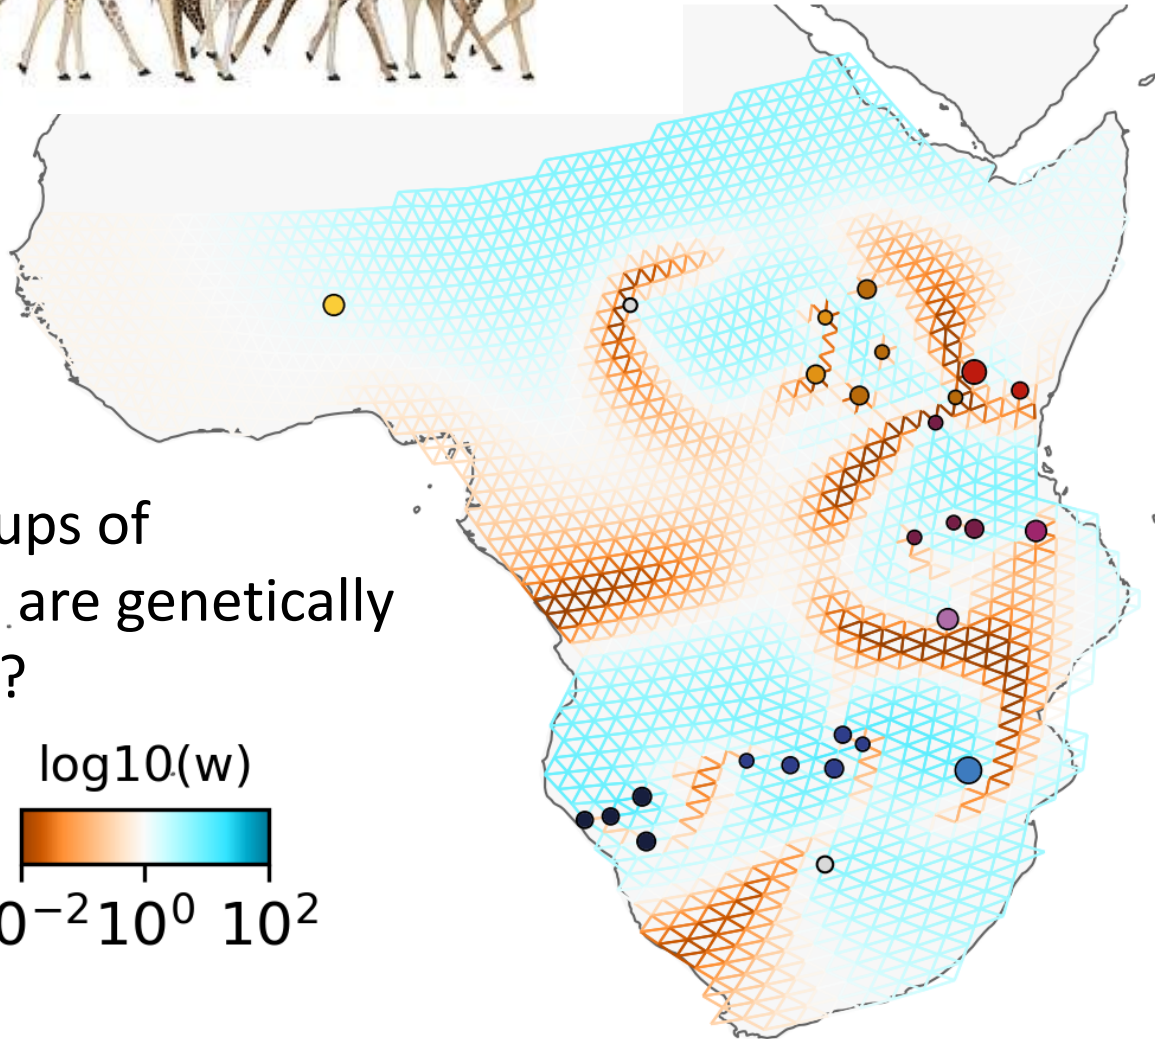 ups of
are genetically
?
log10(w)
0⁻² 10⁰ 10²